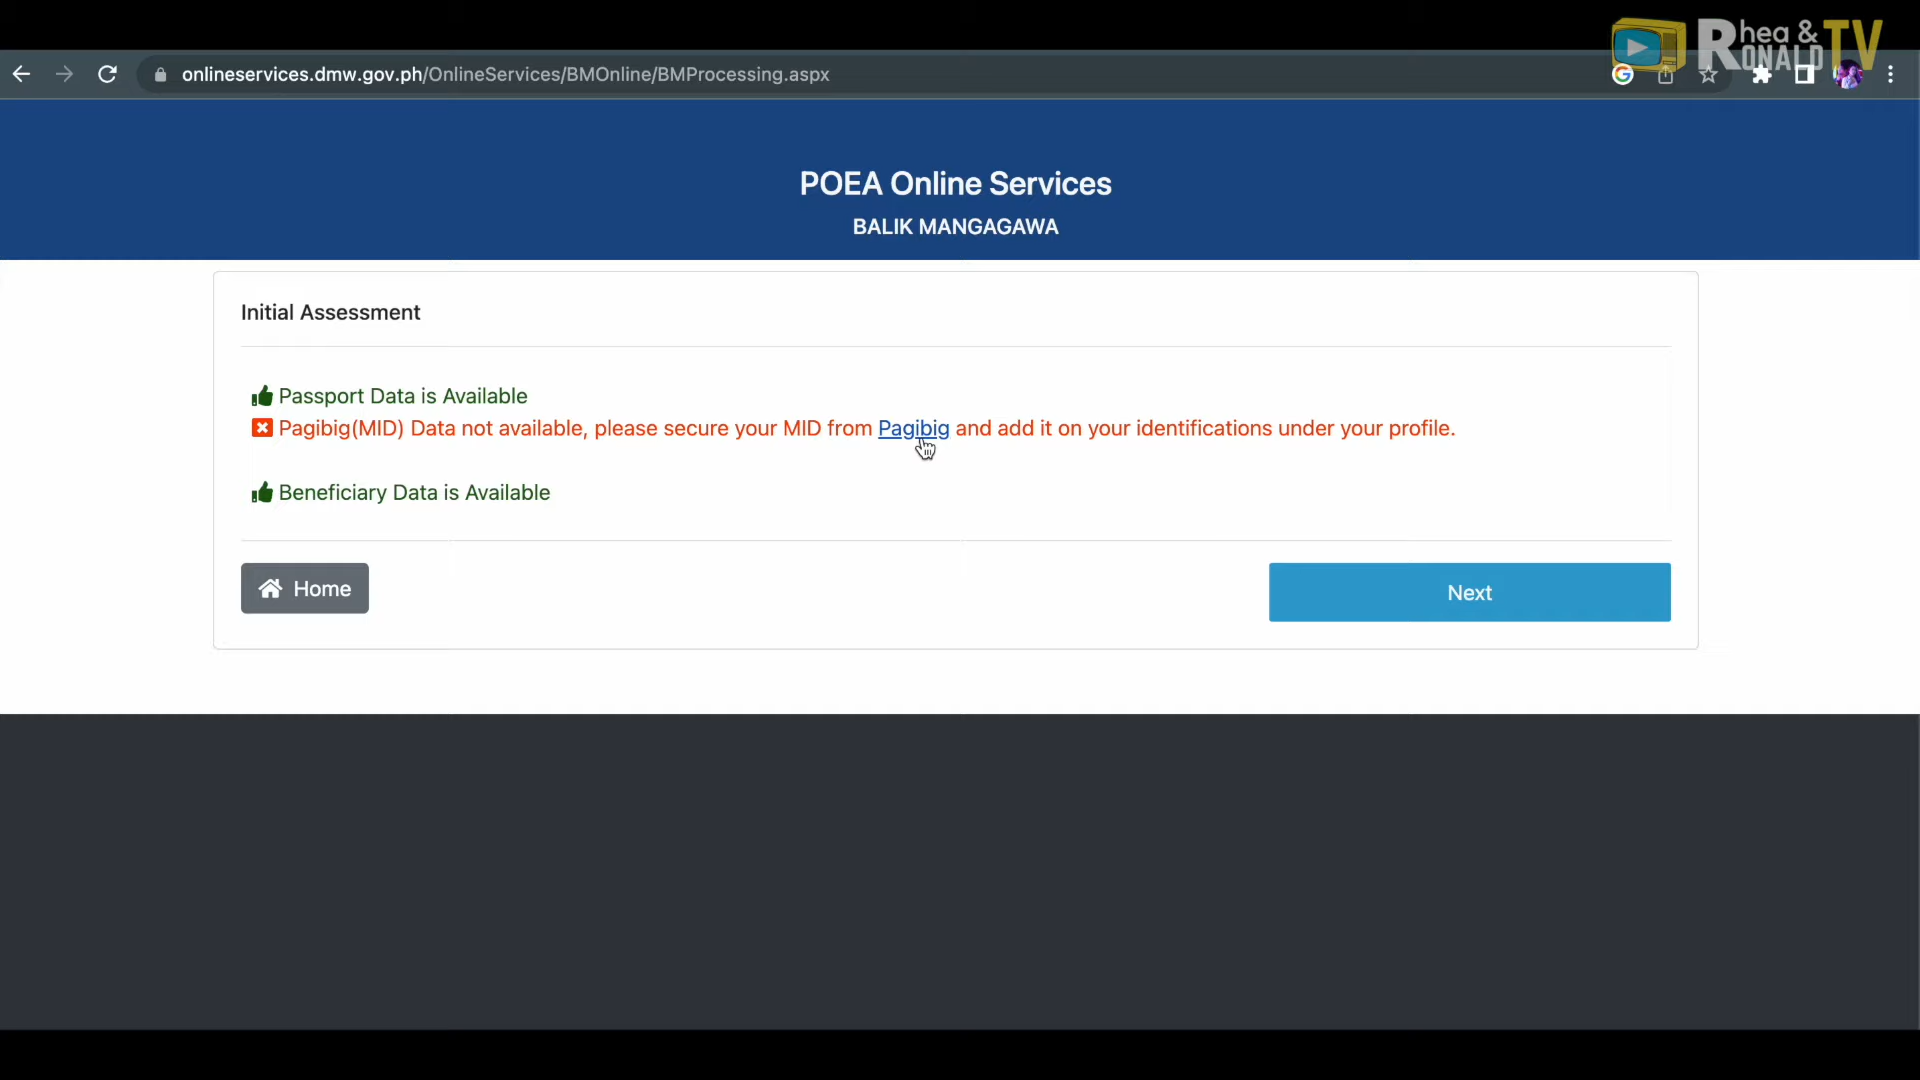 Rhea &
RONALD TV
onlineservices.dmw.gov.ph/OnlineServices/BMOnline/BMProcessing.aspx
POEA Online Services
BALIK MANGAGAWA
Initial Assessment
Passport Data is Available
Pagibig(MID) Data not available, please secure your MID from Pagibig and add it on your identifications under your profile.
Beneficiary Data is Available
Home
Next